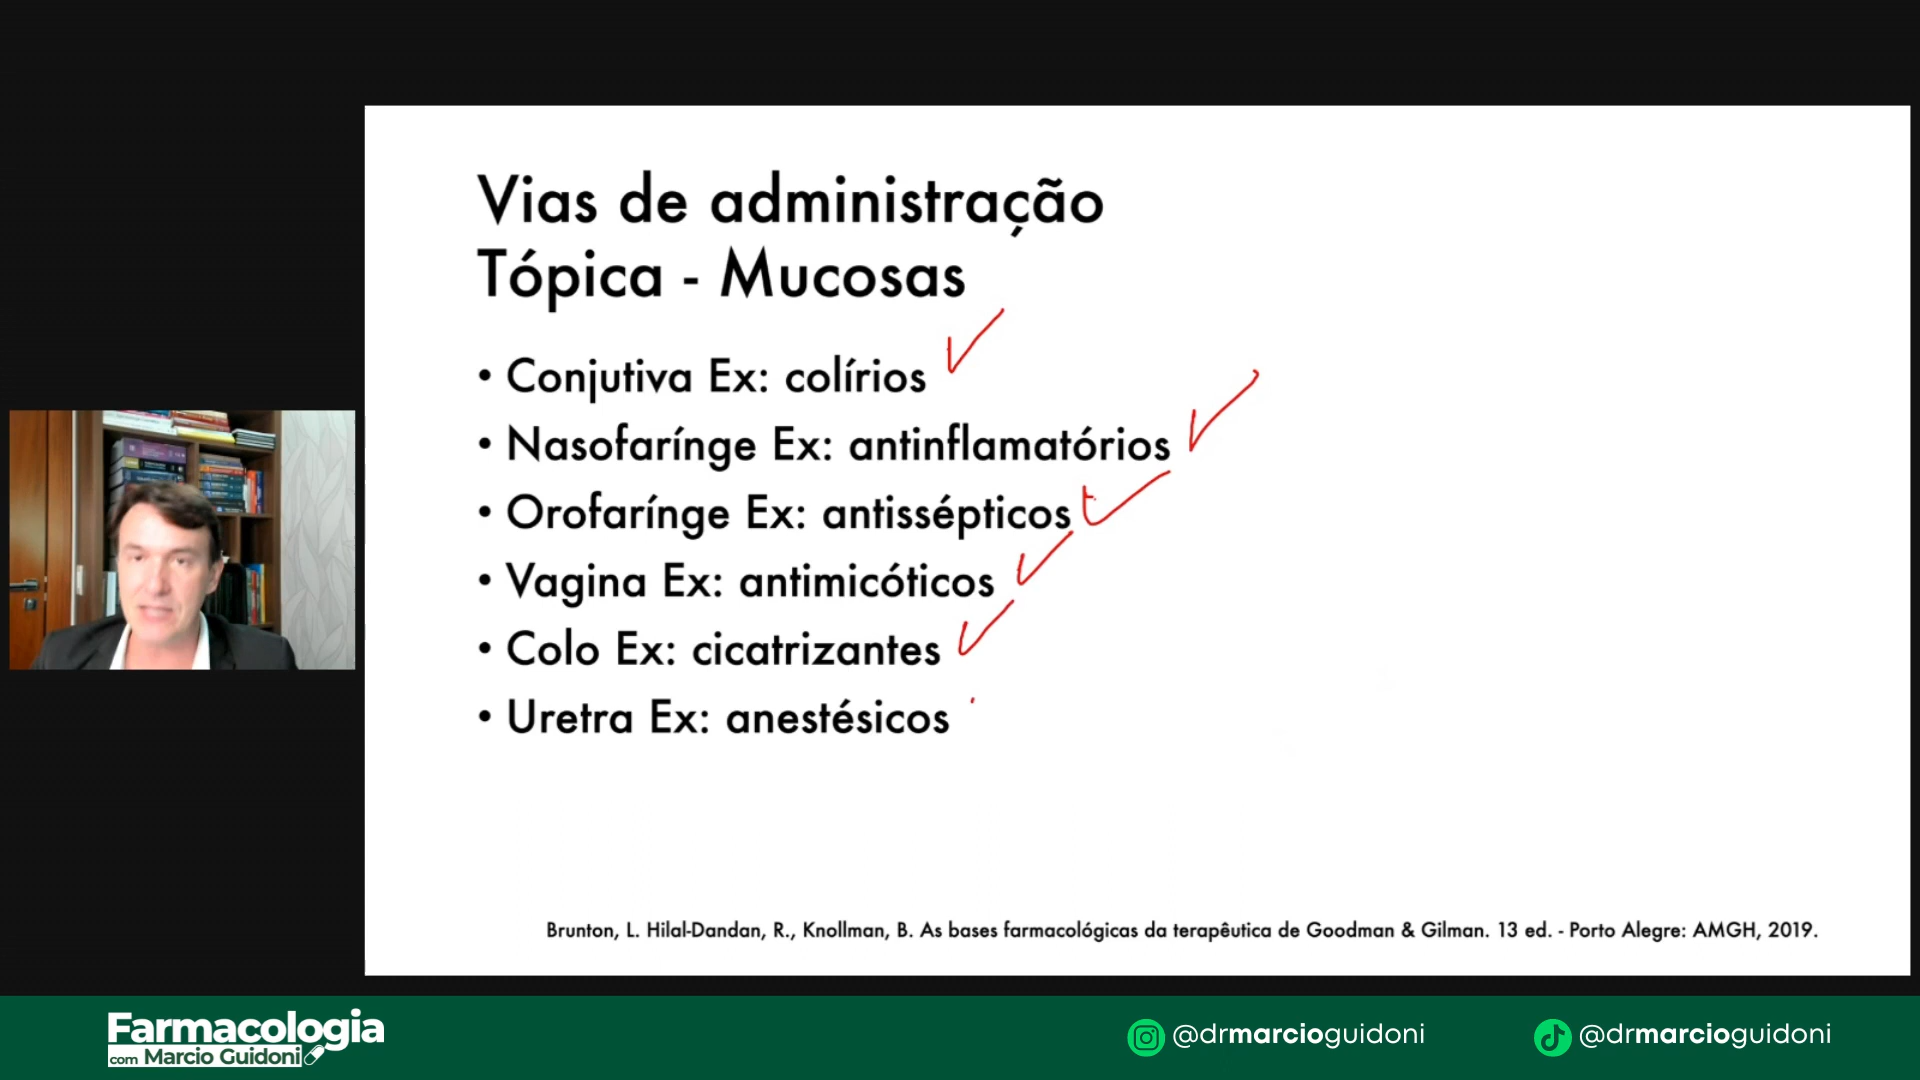 Vias de administração
Tópica - Mucosas
• Conjutiva Ex: colírios
• Nasofarínge Ex: antinflamatórios
• Orofarínge Ex: antissépticos
• Vagina Ex: antimicóticos
• Colo Ex: cicatrizantes
• Uretra Ex: anestésicos
Brunton, L. Hilal-Dandan, R., Knollman, B. As bases farmacológicas da terapêutica de Goodman & Gilman. 13 ed. - Porto Alegre: AMGH, 2019.
Farmacologia
com Marcio Guidoni
@drmarcioguidoni
@drmarcioguidoni